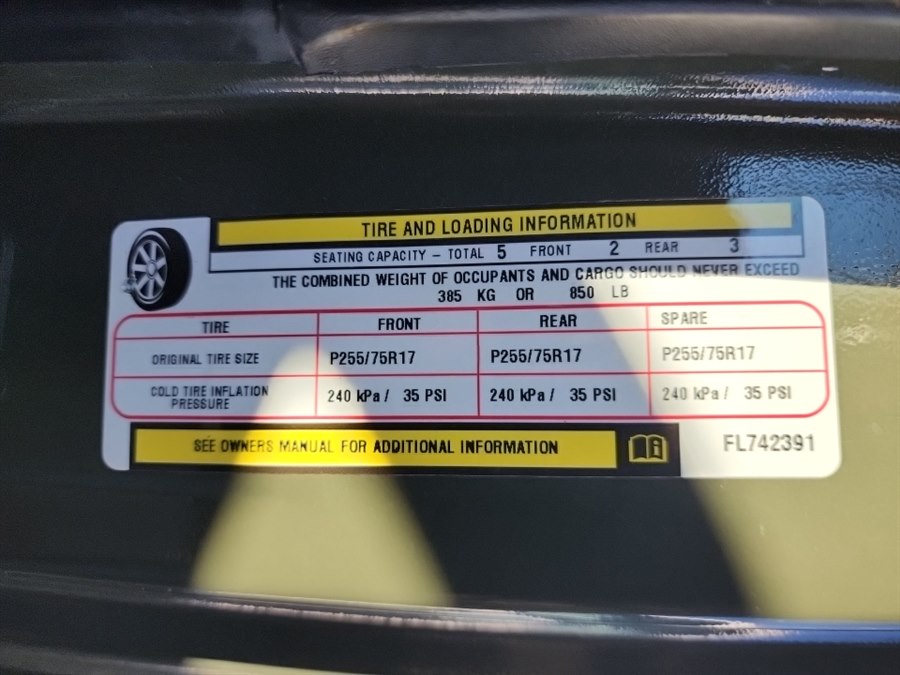 TIRE AND LOADING INFORMATION
SEATING CAPACITY – TOTAL 5 FRONT 2 REAR 3
THE COMBINED WEIGHT OF OCCUPANTS AND CARGO SHOULD NEVER EXCEED
385 KG OR 850 LB
TIRE FRONT REAR SPARE
ORIGINAL TIRE SIZE P255/75R17 P255/75R17 P255/75R17
COLD TIRE INFLATION PRESSURE 240 kPa / 35 PSI 240 kPa / 35 PSI 240 kPa / 35 PSI
SEE OWNERS MANUAL FOR ADDITIONAL INFORMATION
FL742391